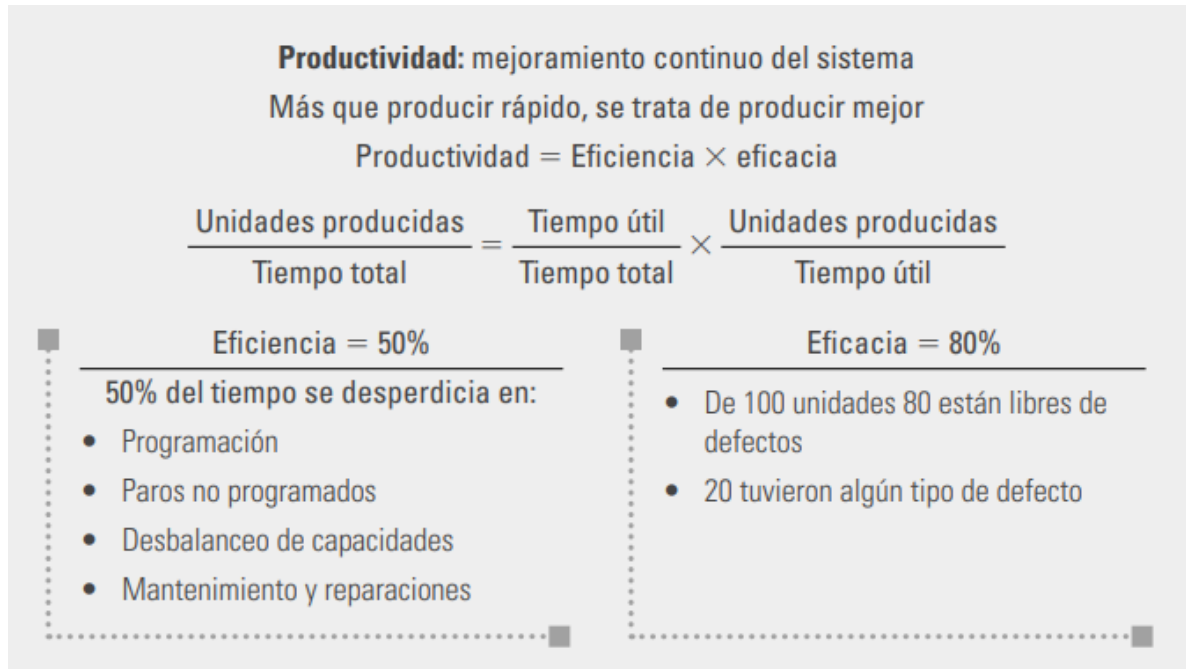 Productividad: mejoramiento continuo del sistema
Más que producir rápido, se trata de producir mejor
Productividad = Eficiencia × eficacia
Unidades producidas / Tiempo total = Tiempo útil / Tiempo total × Unidades producidas / Tiempo útil
Eficiencia = 50%
50% del tiempo se desperdicia en:
• Programación
• Paros no programados
• Desbalanceo de capacidades
• Mantenimiento y reparaciones
Eficacia = 80%
• De 100 unidades 80 están libres de
defectos
• 20 tuvieron algún tipo de defecto